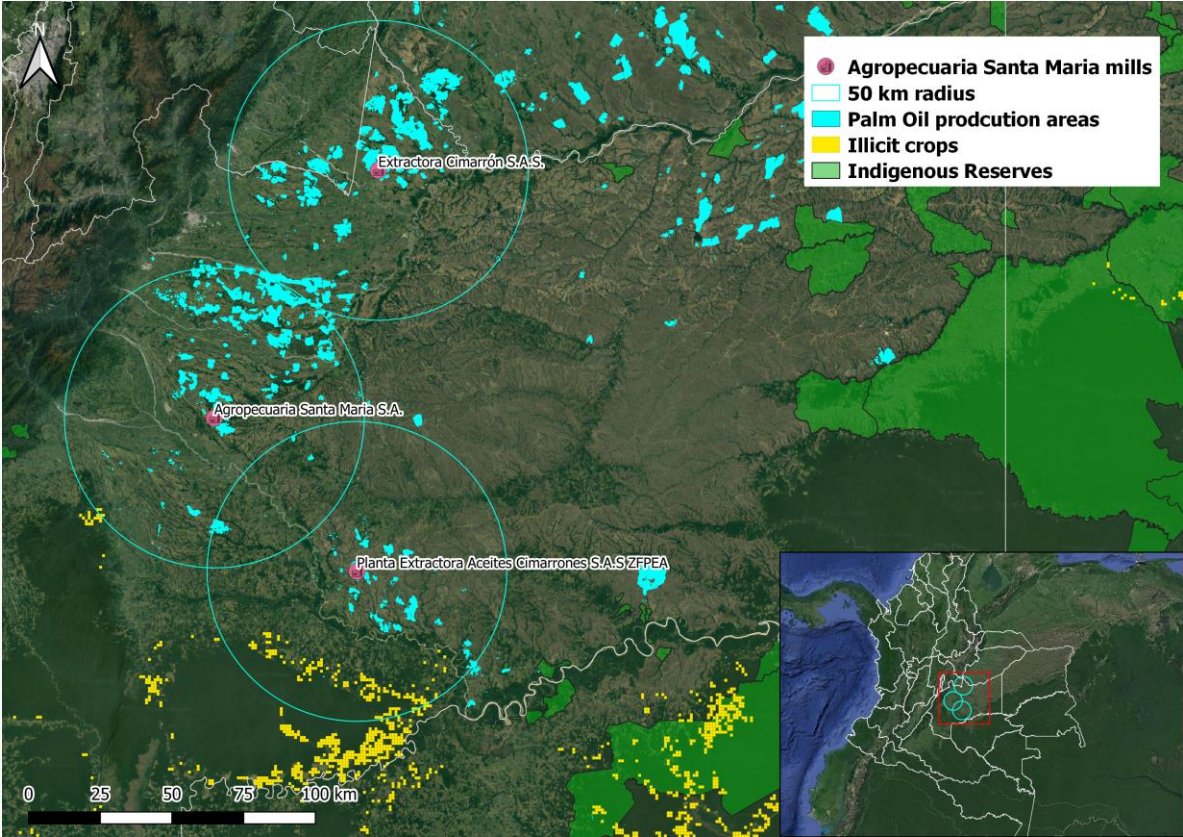 N
Agropecuaria Santa Maria mills
50 km radius
Palm Oil prodcution areas
Illicit crops
Indigenous Reserves
Extractora Cimarrón S.A.S.
Agropecuaria Santa Maria S.A.
Planta Extractora Aceites Cimarrones S.A.S ZFPEA
0 25 50 75 100 km